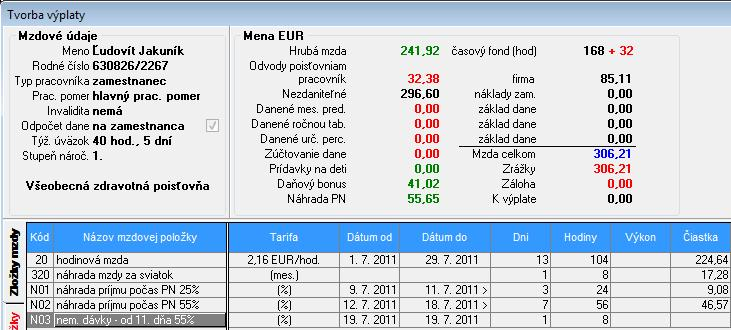 Tvorba výplaty
Mzdové údaje
Meno Ľudovít Jakuník
Rodné číslo 630826/2267
Typ pracovníka zamestnanec
Prac. pomer hlavný prac. pomer
Invalidita nemá
Odpočet dane na zamestnanca
Týž. úväzok 40 hod., 5 dní
Stupeň nároč. 1.
Všeobecná zdravotná poisťovňa
Mena EUR
Hrubá mzda 241,92 časový fond (hod) 168 + 32
Odvody poisťovniam
pracovník 32,38 firma 85,11
Nezdaniteľné 296,60 náklady zam. 0,00
Danené mes. pred. 0,00 základ dane 0,00
Danené ročnou tab. 0,00 základ dane 0,00
Danené urč. perc. 0,00 základ dane 0,00
Zúčtovanie dane 0,00 Mzda celkom 306,21
Prídavky na deti 0,00 Zrážky 306,21
Daňový bonus 41,02 Záloha 0,00
Náhrada PN 55,65 K výplate 0,00
Zložky mzdy
Kód Názov mzdovej položky Tarifa Dátum od Dátum do Dni Hodiny Výkon Čiastka
20 hodinová mzda 2,16 EUR/hod. 1. 7. 2011 29. 7. 2011 13 104 224,64
320 náhrada mzdy za sviatok (mes.) 1 8 17,28
N01 náhrada príjmu počas PN 25% (%) 9. 7. 2011 11. 7. 2011 > 3 24 9,08
N02 náhrada príjmu počas PN 55% (%) 12. 7. 2011 18. 7. 2011 > 7 56 46,57
N03 nem. dávky - od 11. dňa 55% (%) 19. 7. 2011 19. 7. 2011 1 8